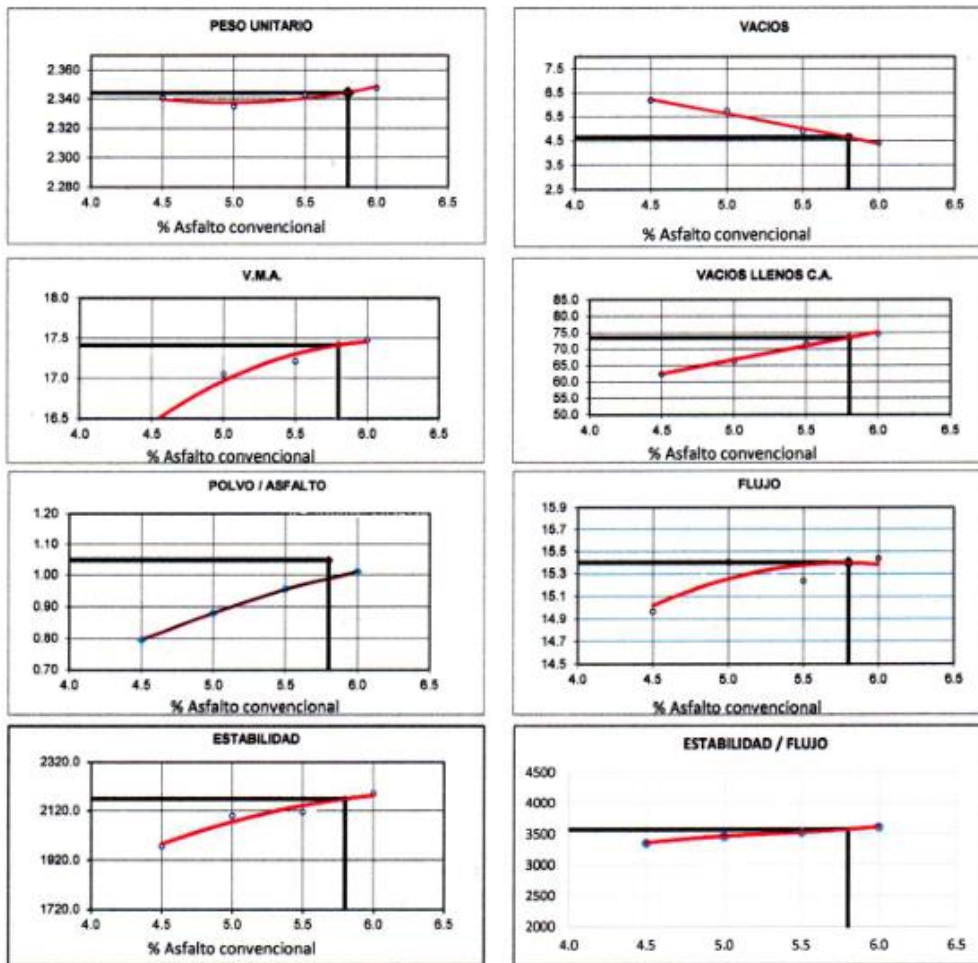 PESO UNITARIO
2.360
2.340
2.320
2.300
2.280
4.0 4.5 5.0 5.5 6.0 6.5
% Asfalto convencional
VACIOS
7.5
6.5
5.5
4.5
3.5
2.5
4.0 4.5 5.0 5.5 6.0 6.5
% Asfalto convencional
V.M.A.
18.0
17.5
17.0
16.5
4.0 4.5 5.0 5.5 6.0 6.5
% Asfalto convencional
VACIOS LLENOS C.A.
85.0
80.0
75.0
70.0
65.0
60.0
55.0
50.0
4.0 4.5 5.0 5.5 6.0 6.5
% Asfalto convencional
POLVO / ASFALTO
1.20
1.10
1.00
0.90
0.80
0.70
4.0 4.5 5.0 5.5 6.0 6.5
% Asfalto convencional
FLUJO
15.9
15.7
15.5
15.3
15.1
14.9
14.7
14.5
4.0 4.5 5.0 5.5 6.0 6.5
% Asfalto convencional
ESTABILIDAD
2320.0
2120.0
1920.0
1720.0
4.0 4.5 5.0 5.5 6.0 6.5
% Asfalto convencional
ESTABILIDAD / FLUJO
4500
4000
3500
3000
2500
2000
4.0 4.5 5.0 5.5 6.0 6.5